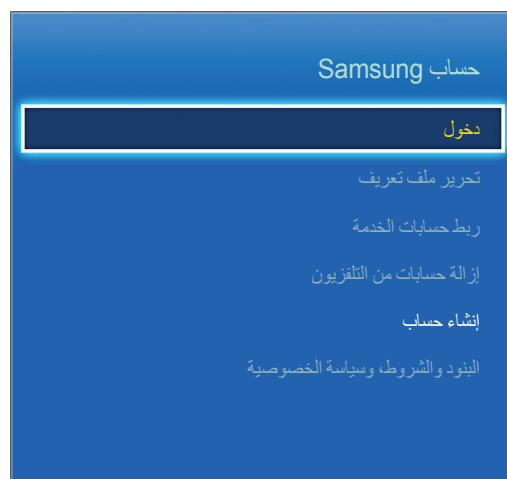 حساب Samsung
دخول
تحرير ملف تعريف
ربط حسابات الخدمة
إزالة حسابات من التلفزيون
إنشاء حساب
البنود والشروط، وسياسة الخصوصية